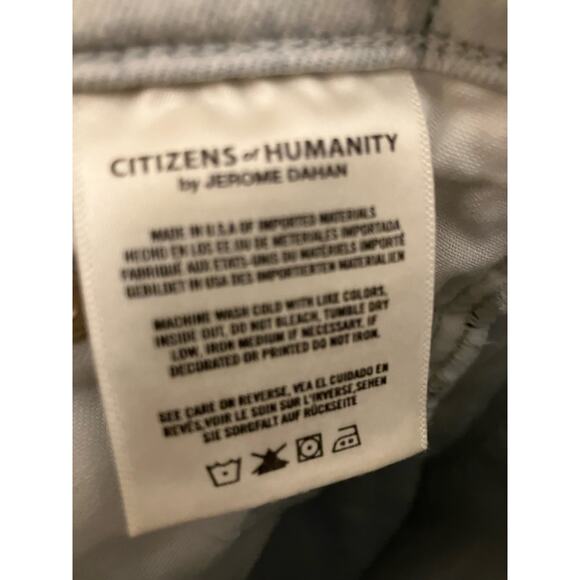 CITIZENS of HUMANITY
by JEROME DAHAN
MADE IN U.S.A OF IMPORTED MATERIALS
HECHO EN LOS EE.UU DE METERIALES IMPORTADA
FABRIQUE AUX ETATS-UNIS DU MATERIELS IMPORTÉ
GEBILDET IN USA DES IMPORTIERTEN MATERIALIEN
MACHINE WASH COLD WITH LIKE COLORS,
INSIDE OUT. DO NOT BLEACH. TUMBLE DRY
LOW, IRON MEDIUM IF NECESSARY. IF
DECORATED OR PRINTED DO NOT IRON.
SEE CARE ON REVERSE, VEA EL CUIDADO EN
REVÉS,VOIR LE SOIN SUR L'IRVERSE,SEHEN
SIE SORGFALT AUF RÜCKSEITE